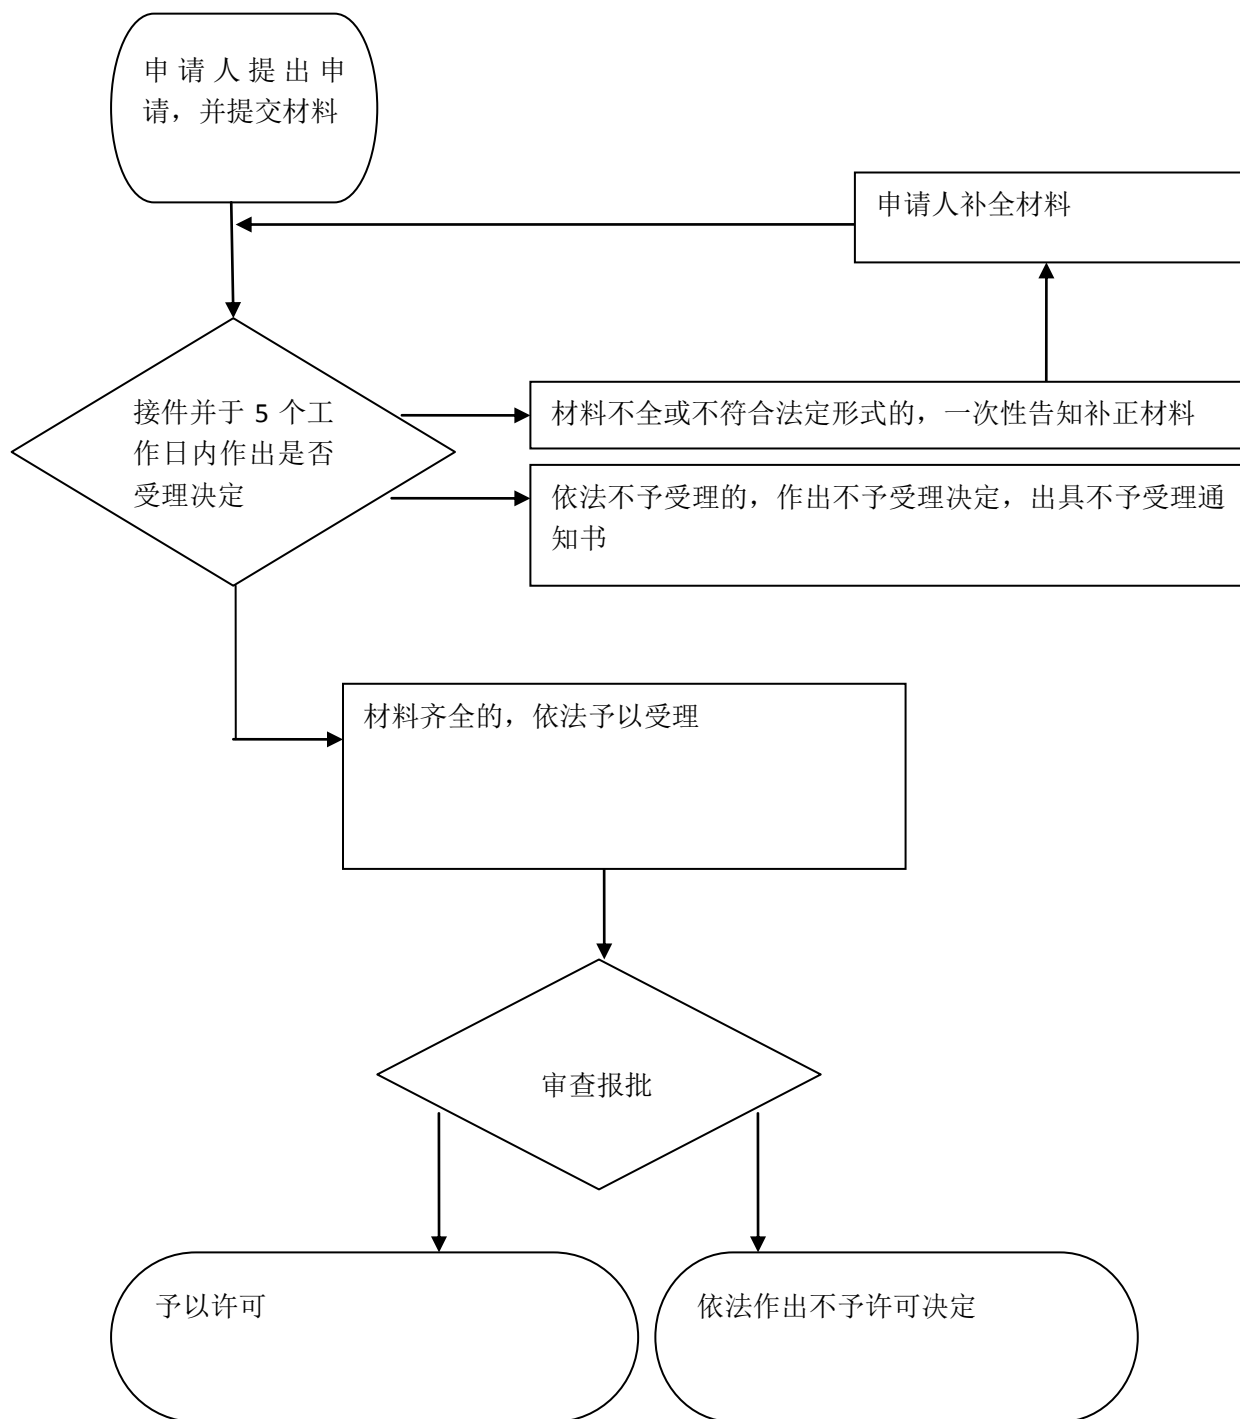 申请人提出申
请，并提交材料
申请人补全材料
接件并于 5 个工
作日内作出是否
受理决定
材料不全或不符合法定形式的，一次性告知补正材料
依法不予受理的，作出不予受理决定，出具不予受理通
知书
材料齐全的，依法予以受理
审查报批
予以许可
依法作出不予许可决定